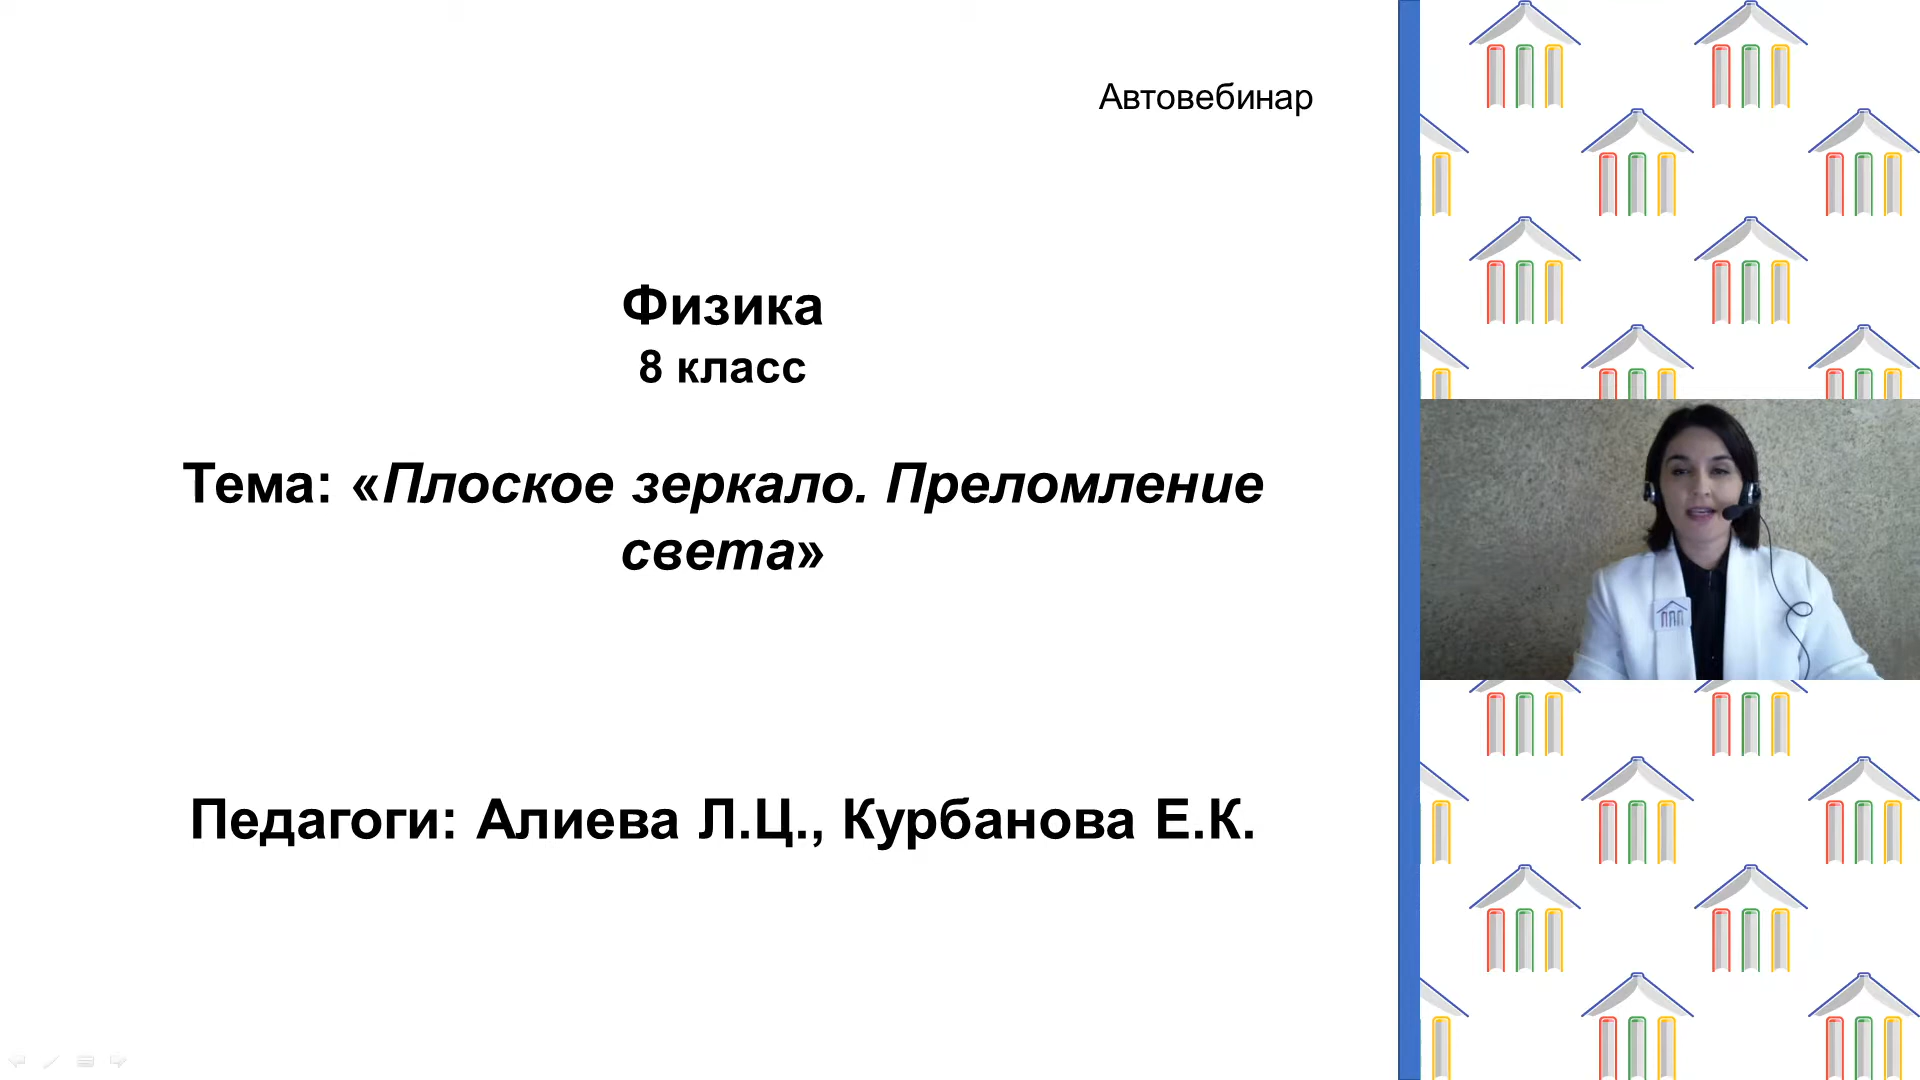 Автовебинар
Физика
8 класс
Тема: «Плоское зеркало. Преломление
света»
Педагоги: Алиева Л.Ц., Курбанова Е.К.